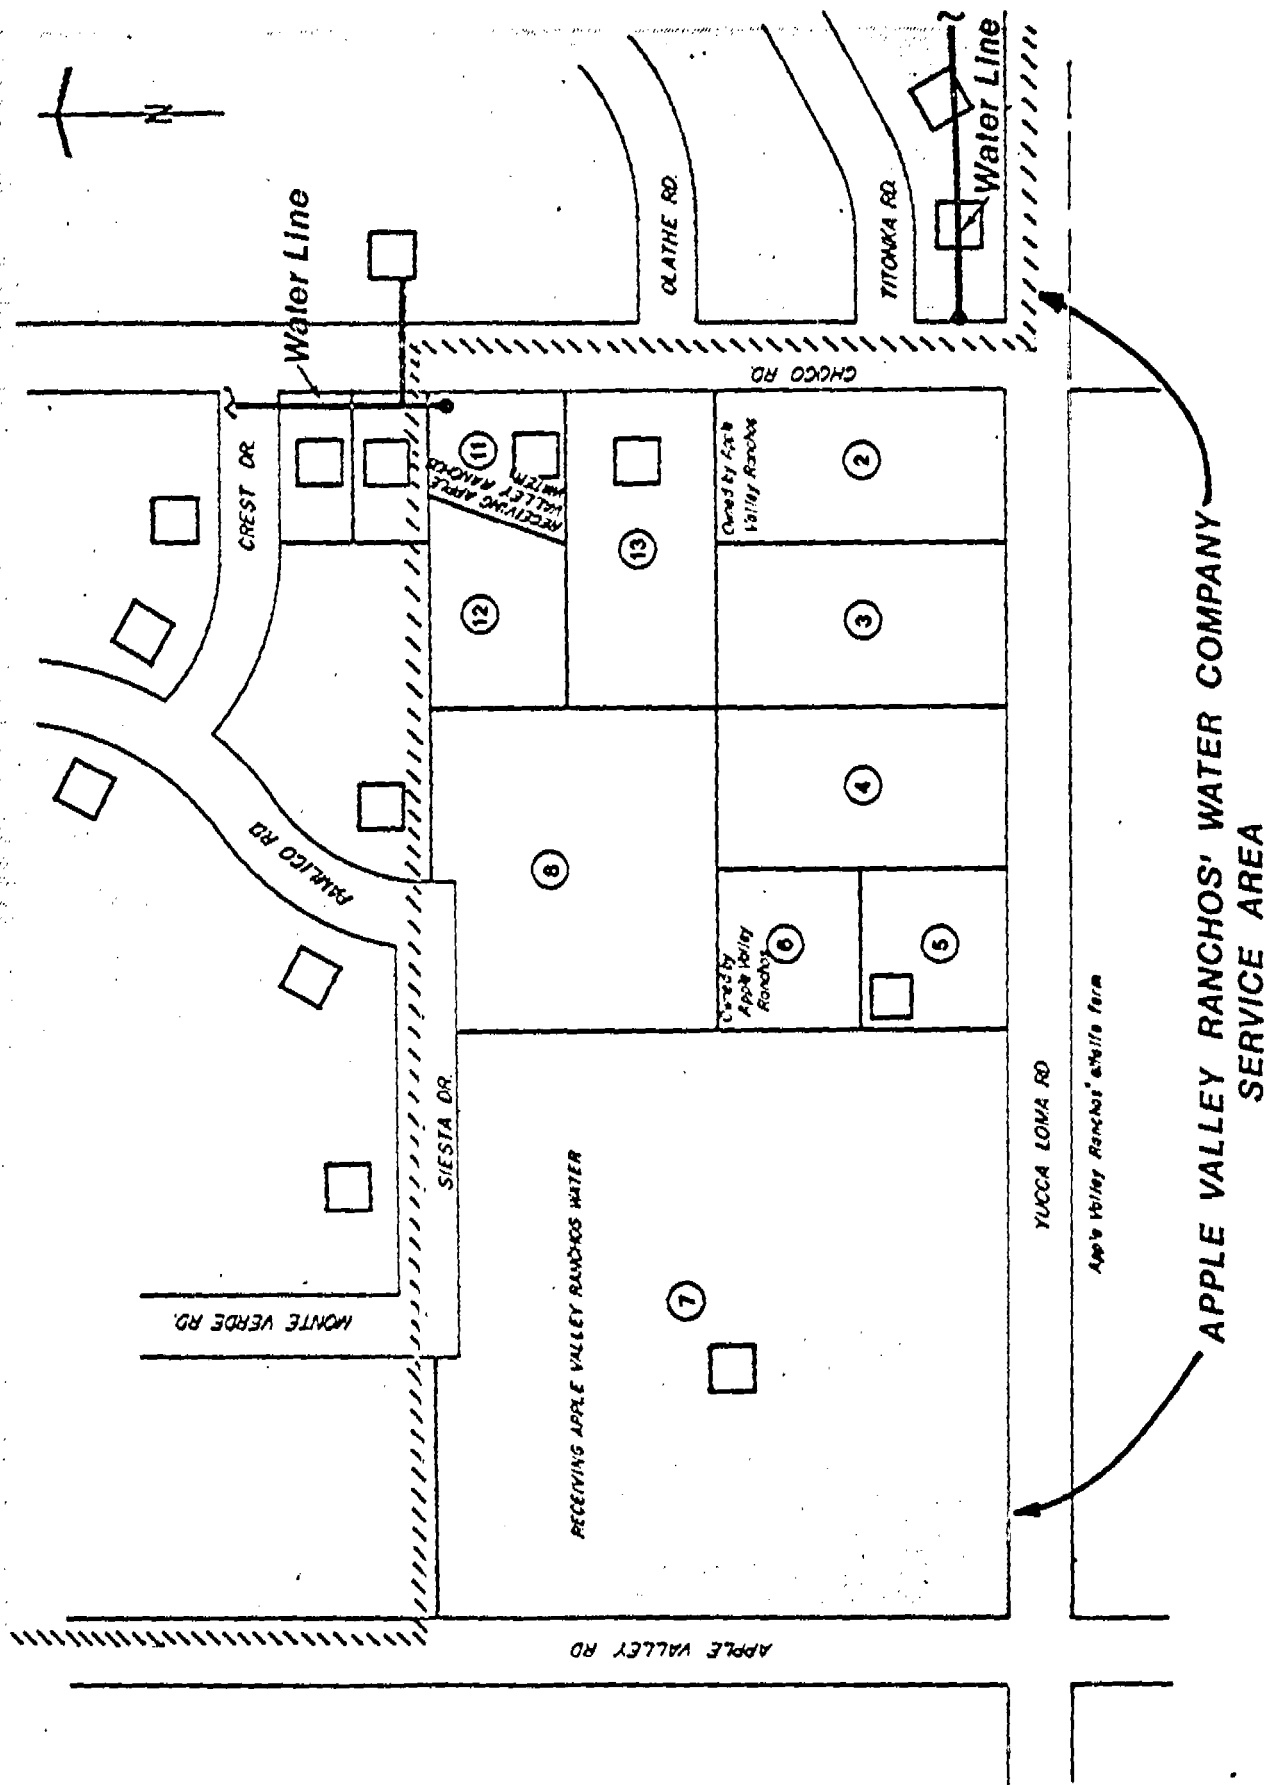 N
Water Line
Water Line
OLATHE RD.
TITONKA RD.
CHOCO RD.
CREST DR.
PAWLICO RD
SIESTA DR.
MONTE VERDE RD.
APPLE VALLEY RD
YUCCA LOMA RD
11
RECEIVING APPLE
VALLEY RANCHOS
WATER
12
13
Owned by Apple
Valley Ranchos
2
3
4
8
Owned by
Apple Valley
Ranchos
6
5
RECEIVING APPLE VALLEY RANCHOS WATER
7
Apple Valley Ranchos' alfalfa farm
APPLE VALLEY RANCHOS' WATER COMPANY
SERVICE AREA